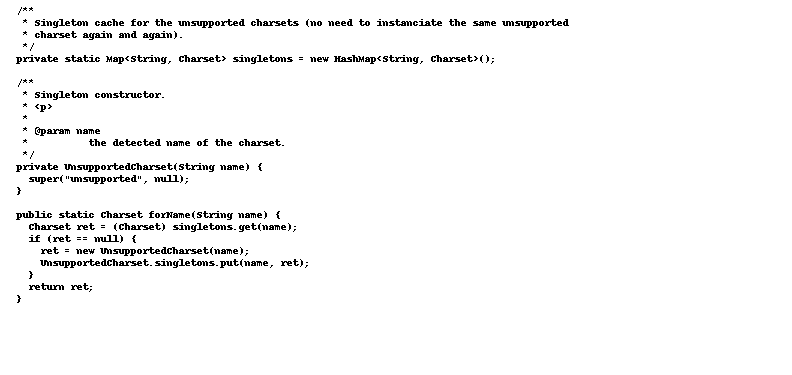 /**
 * Singleton cache for the unsupported charsets (no need to instanciate the same unsupported
 * charset again and again).
 */
private static Map<String, Charset> singletons = new HashMap<String, Charset>();

/**
 * Singleton constructor.
 * <p>
 *
 * @param name
 *          the detected name of the charset.
 */
private UnsupportedCharset(String name) {
  super("unsupported", null);
}

public static Charset forName(String name) {
  Charset ret = (Charset) singletons.get(name);
  if (ret == null) {
    ret = new UnsupportedCharset(name);
    UnsupportedCharset.singletons.put(name, ret);
  }
  return ret;
}